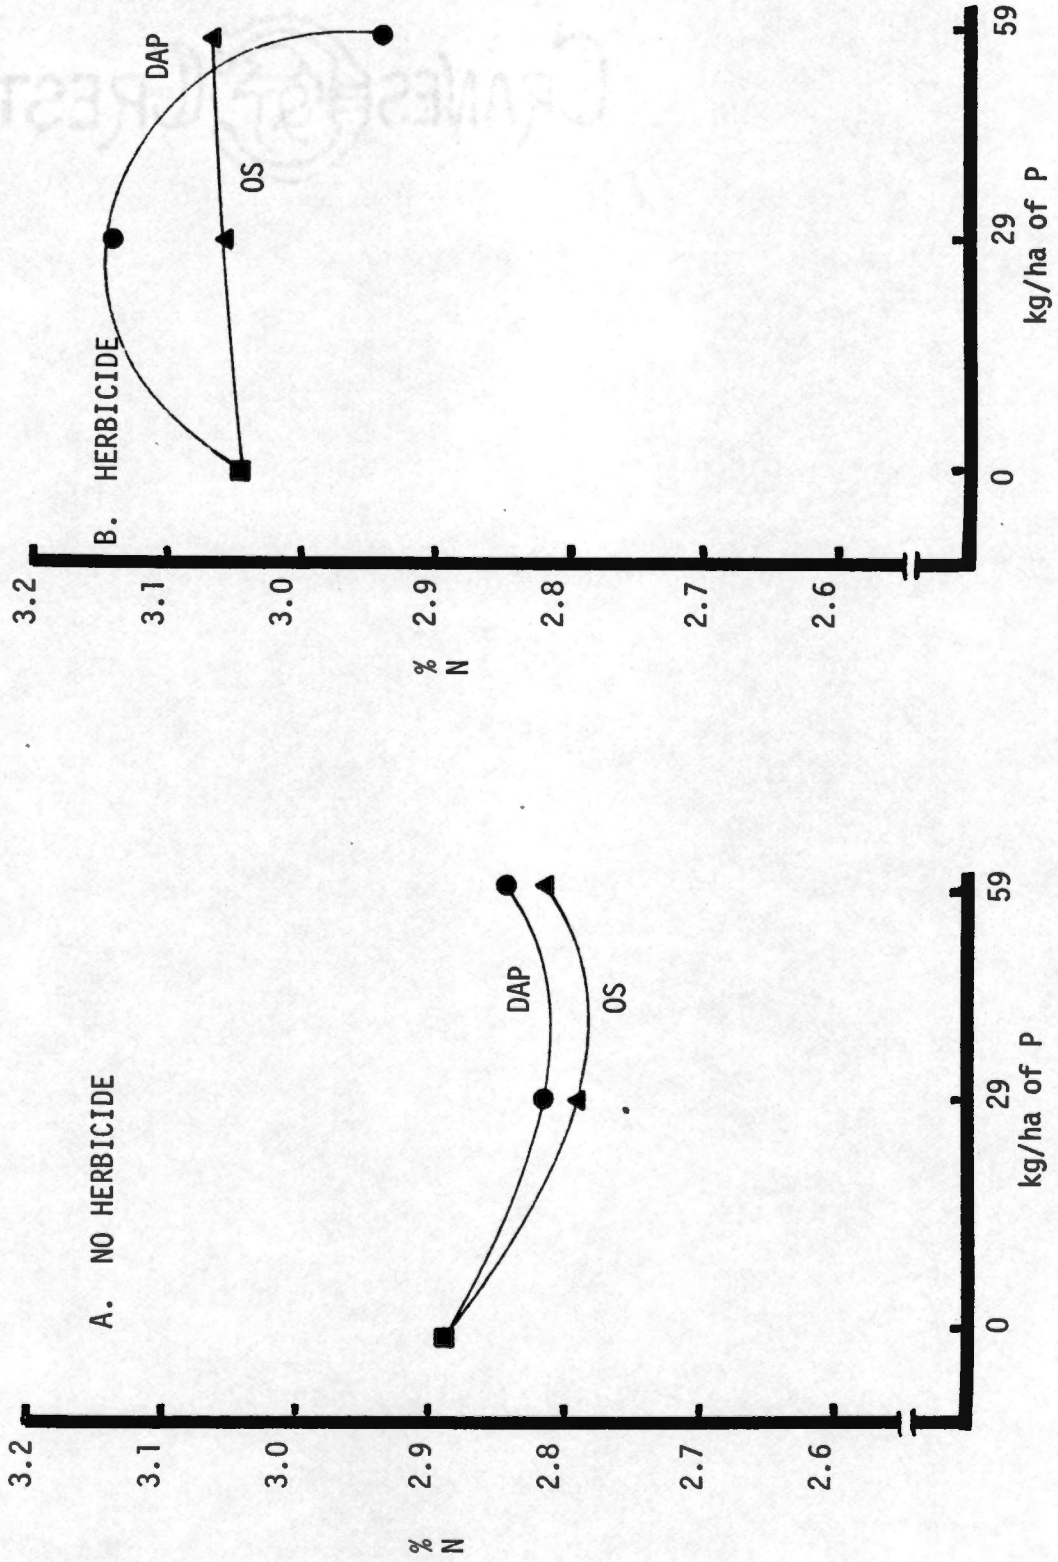 A. NO HERBICIDE
3.2
3.1
3.0
2.9
2.8
2.7
2.6
%
N
DAP
OS
0
29
59
kg/ha of P
B. HERBICIDE
3.2
3.1
3.0
2.9
2.8
2.7
2.6
%
N
DAP
OS
0
29
59
kg/ha of P